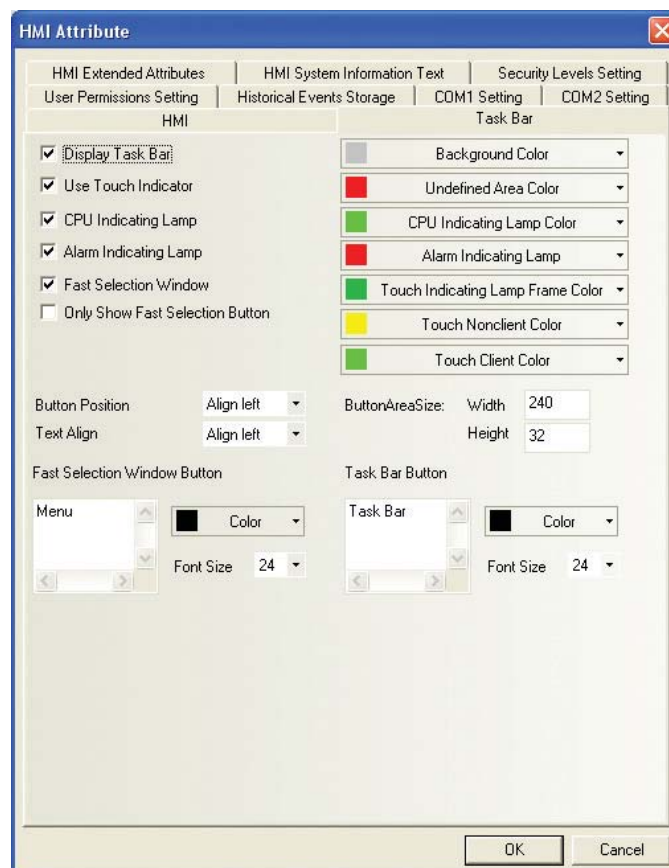 HMI Attribute
HMI Extended Attributes
HMI System Information Text
Security Levels Setting
User Permissions Setting
Historical Events Storage
COM1 Setting
COM2 Setting
HMI
Task Bar
Display Task Bar
Use Touch Indicator
CPU Indicating Lamp
Alarm Indicating Lamp
Fast Selection Window
Only Show Fast Selection Button
Background Color
Undefined Area Color
CPU Indicating Lamp Color
Alarm Indicating Lamp
Touch Indicating Lamp Frame Color
Touch Nonclient Color
Touch Client Color
Button Position Align left
Text Align Align left
ButtonAreaSize: Width 240
Height 32
Fast Selection Window Button
Menu
Color
Font Size 24
Task Bar Button
Task Bar
Color
Font Size 24
OK
Cancel